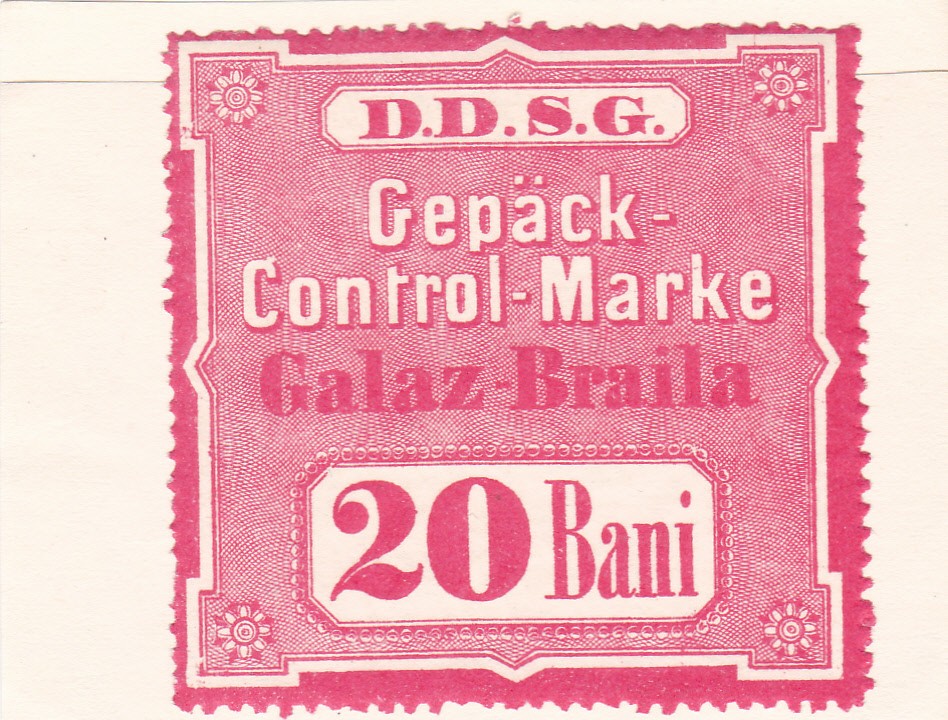 D.D.S.G.
Gepäck-
Control-Marke
Galaz-Braila
20 Bani